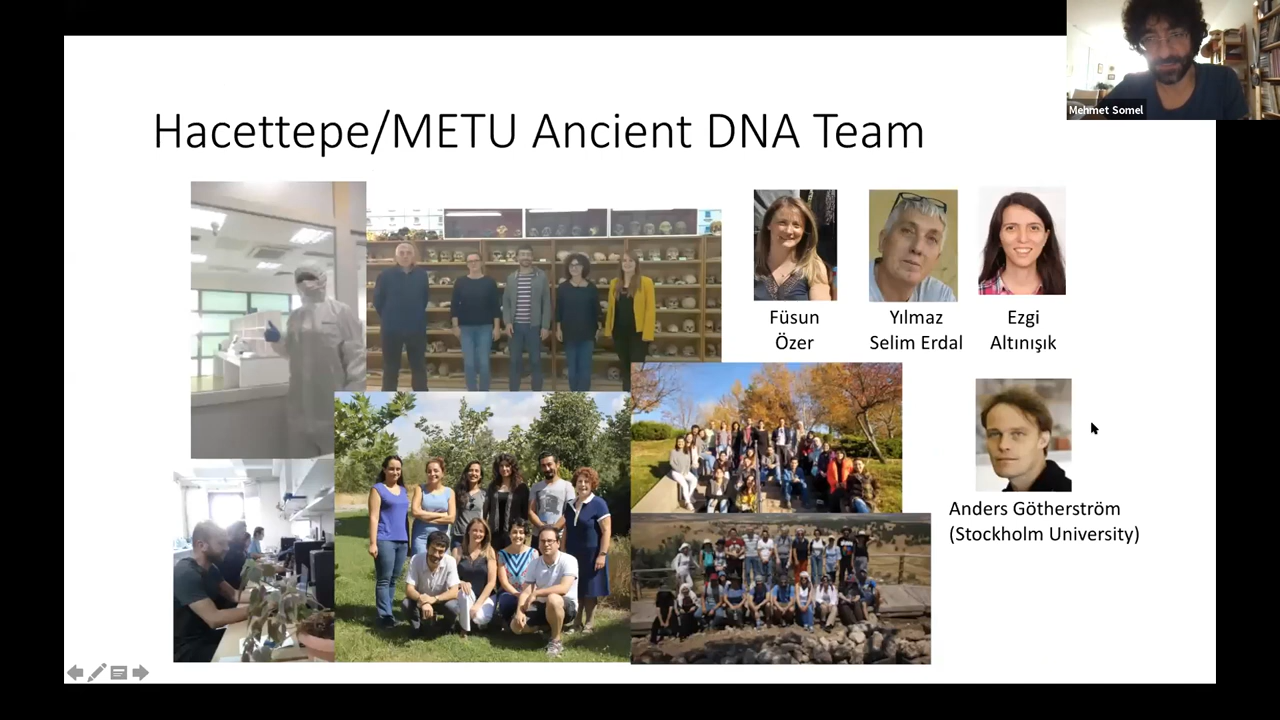 Mehmet Somel
Hacettepe/METU Ancient DNA Team
Füsun
Özer
Yılmaz
Selim Erdal
Ezgi
Altınışık
Anders Götherström
(Stockholm University)